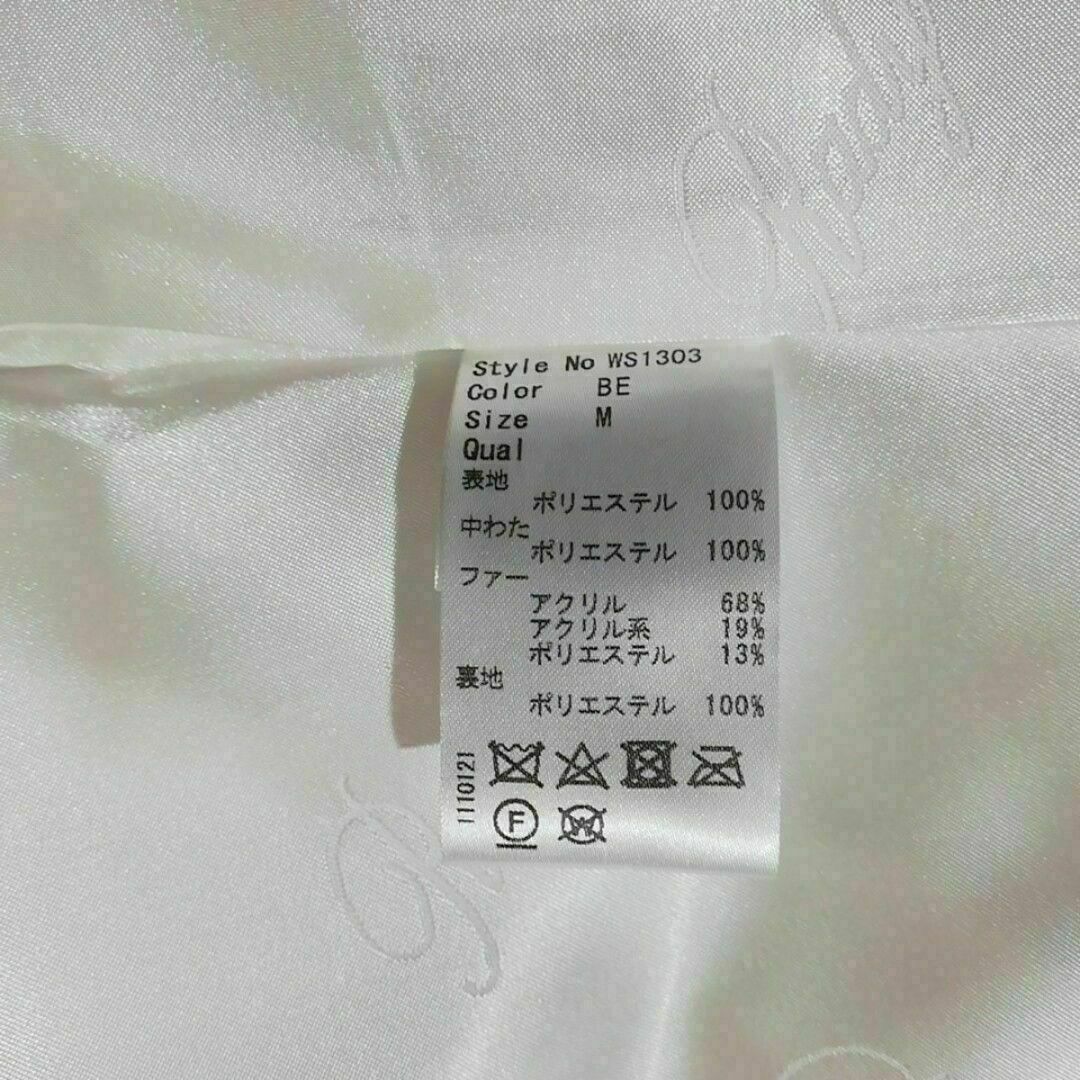 Rady
Style No WS1303
Color BE
Size M
Qual
表地
ポリエステル 100%
中わた
ポリエステル 100%
ファー
アクリル 68%
アクリル系 19%
ポリエステル 13%
裏地
ポリエステル 100%
1110121
F
W